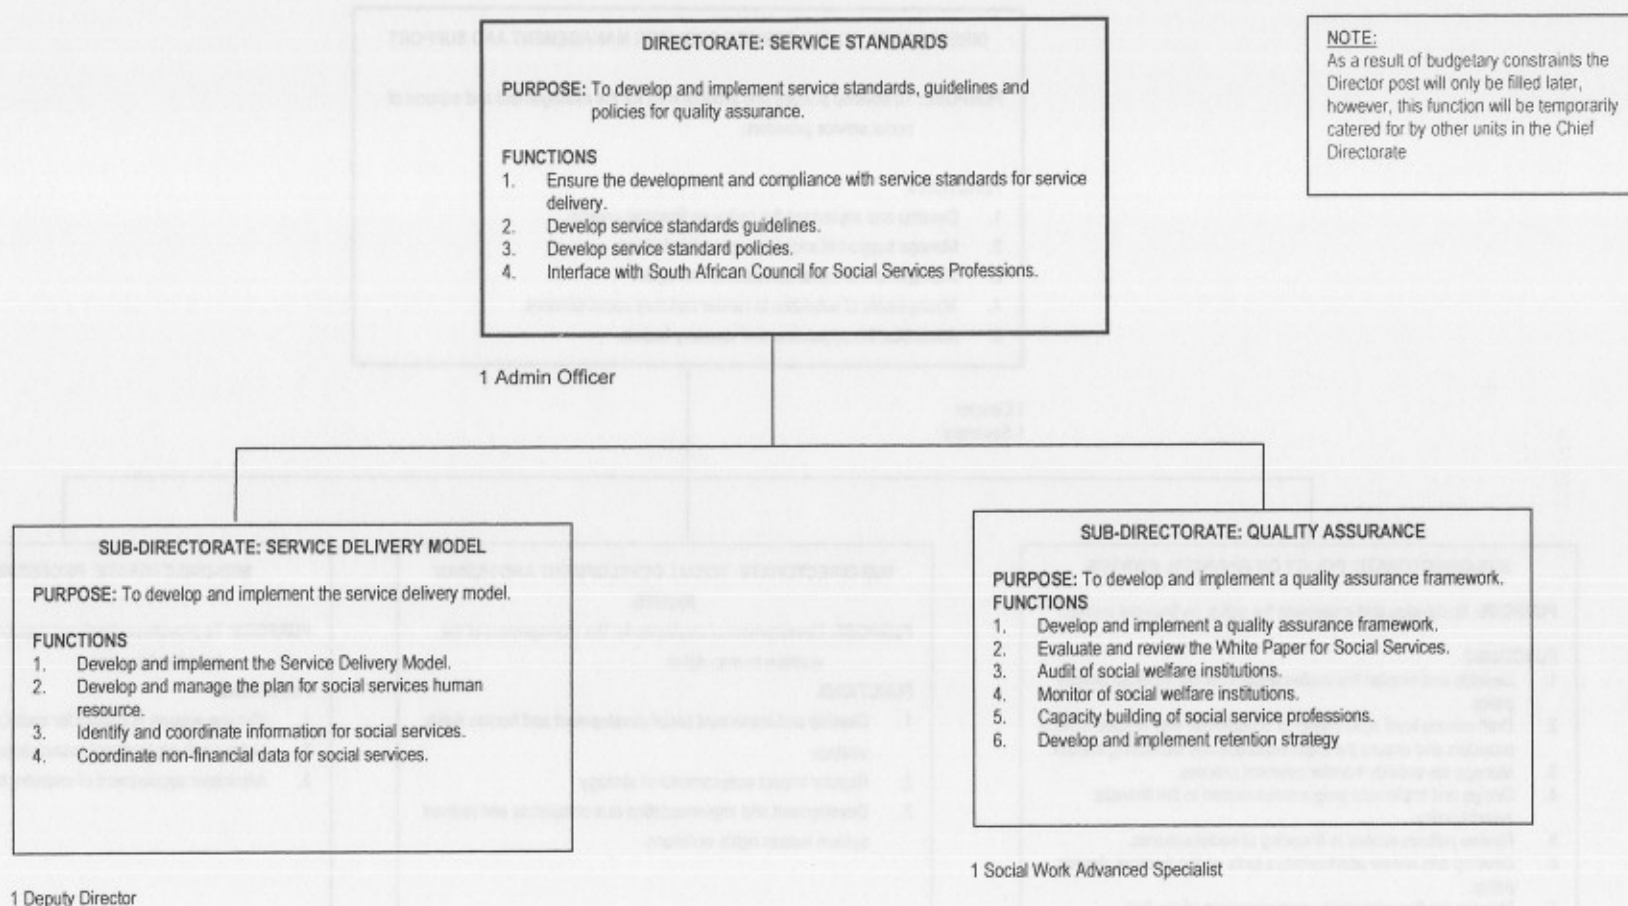 DIRECTORATE: SERVICE STANDARDS
PURPOSE: To develop and implement service standards, guidelines and
policies for quality assurance.
FUNCTIONS
1. Ensure the development and compliance with service standards for service
delivery.
2. Develop service standards guidelines.
3. Develop service standard policies.
4. Interface with South African Council for Social Services Professions.
NOTE:
As a result of budgetary constraints the
Director post will only be filled later,
however, this function will be temporarily
catered for by other units in the Chief
Directorate
1 Admin Officer
SUB-DIRECTORATE: SERVICE DELIVERY MODEL
PURPOSE: To develop and implement the service delivery model.
FUNCTIONS
1. Develop and implement the Service Delivery Model.
2. Develop and manage the plan for social services human
resource.
3. Identify and coordinate information for social services.
4. Coordinate non-financial data for social services.
1 Deputy Director
SUB-DIRECTORATE: QUALITY ASSURANCE
PURPOSE: To develop and implement a quality assurance framework.
FUNCTIONS
1. Develop and implement a quality assurance framework.
2. Evaluate and review the White Paper for Social Services.
3. Audit of social welfare institutions.
4. Monitor of social welfare institutions.
5. Capacity building of social service professions.
6. Develop and implement retention strategy
1 Social Work Advanced Specialist